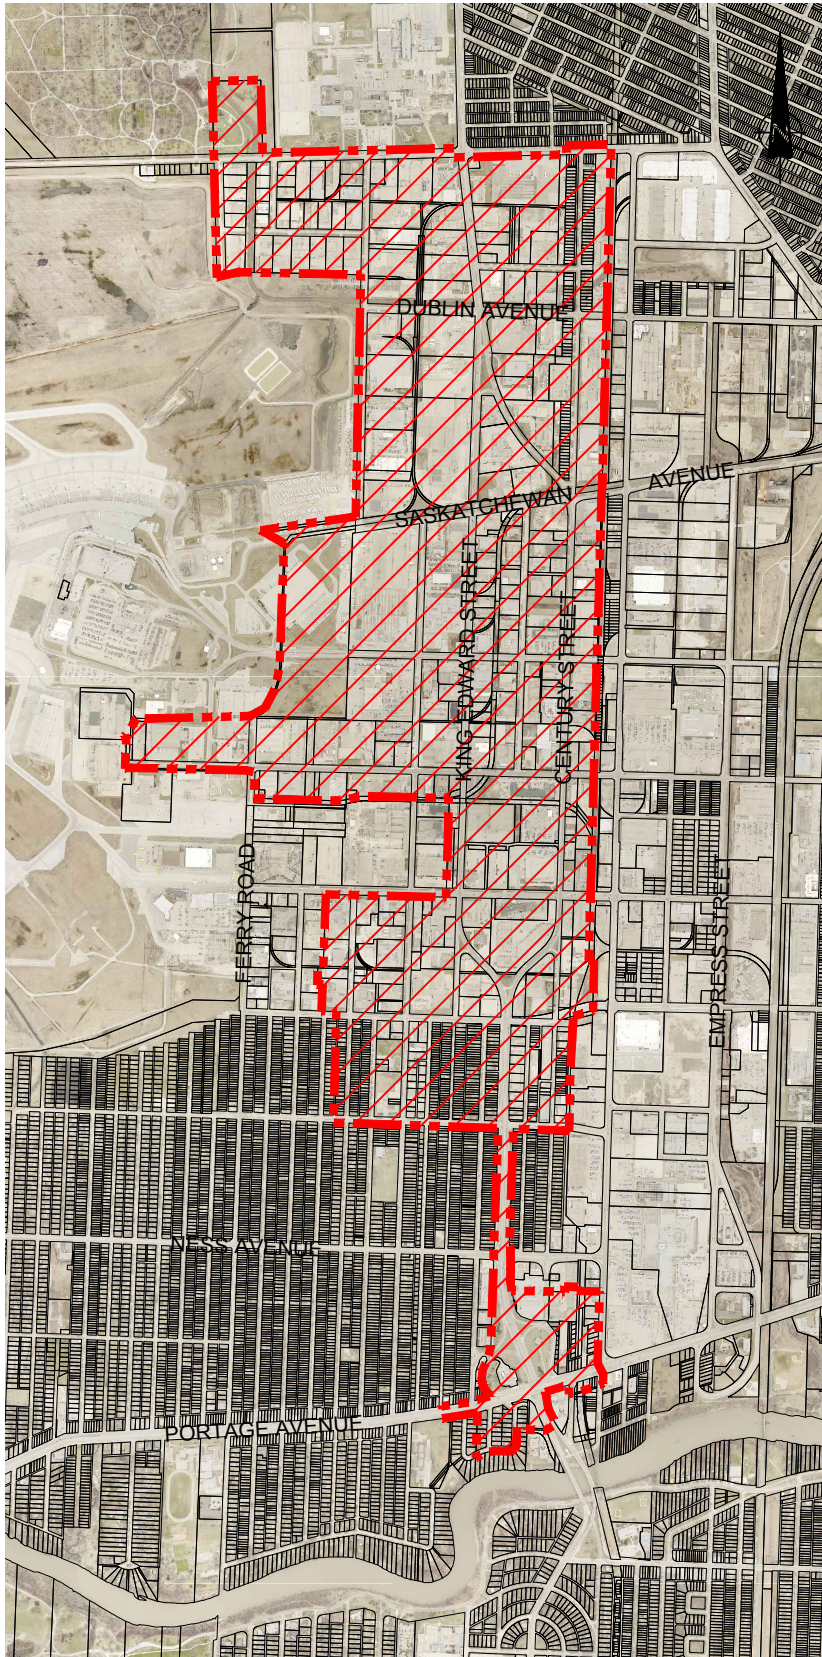 DUBLIN AVENUE
SASKATCHEWAN AVENUE
KING EDWARD STREET
CENTURY STREET
FERRY ROAD
EMPRESS STREET
NESS AVENUE
PORTAGE AVENUE